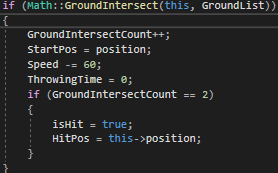 if (Math::GroundIntersect(this, GroundList))
{
GroundIntersectCount++;
StartPos = position;
Speed -= 60;
ThrowingTime = 0;
if (GroundIntersectCount == 2)
{
isHit = true;
HitPos = this->position;
}
}